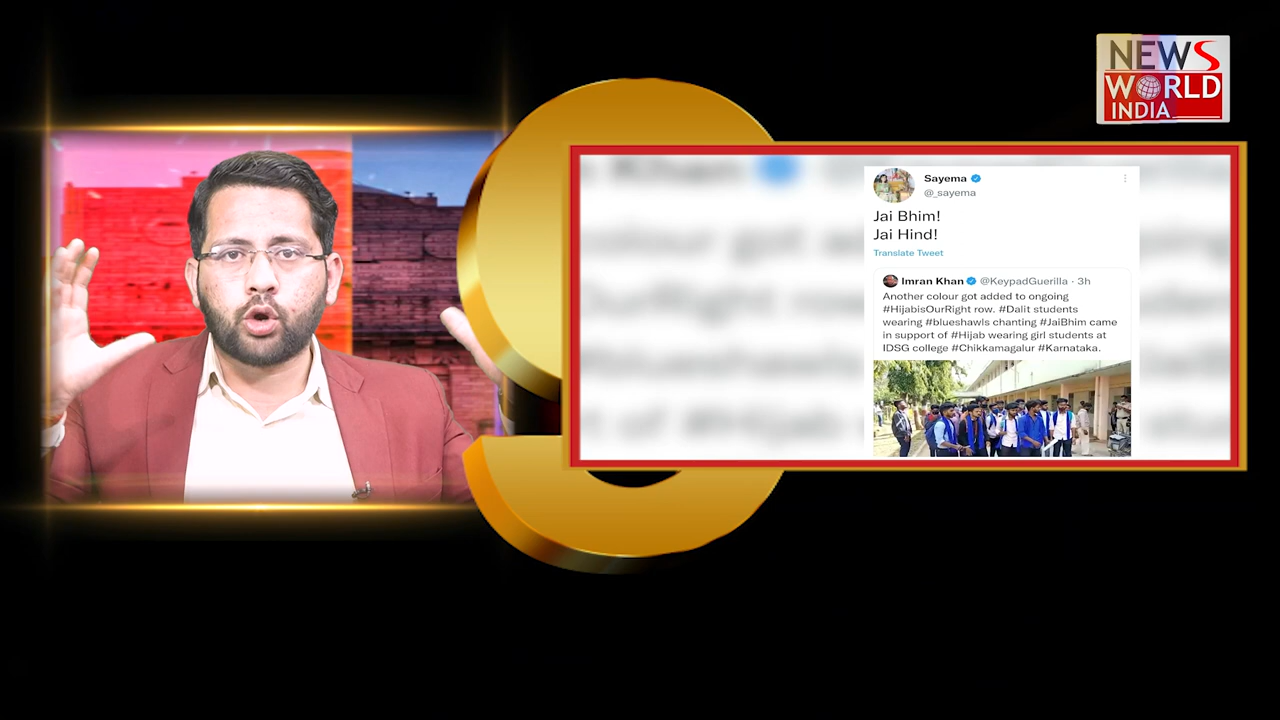 NEWS
WORLD
INDIA
Sayema
@_sayema
Jai Bhim!
Jai Hind!
Translate Tweet
Imran Khan @KeypadGuerilla · 3h
Another colour got added to ongoing
#HijabisOurRight row. #Dalit students
wearing #blueshawls chanting #JaiBhim came
in support of #Hijab wearing girl students at
IDSG college #Chikkamagalur #Karnataka.